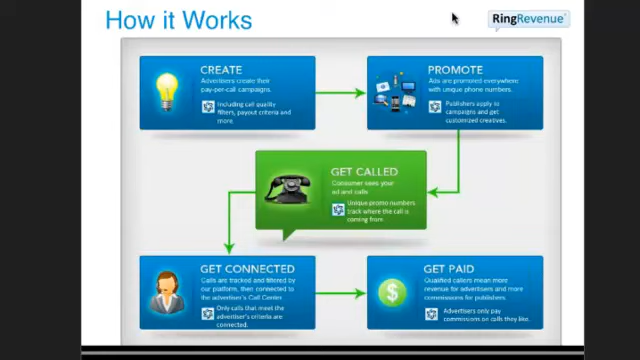 How it Works
RingRevenue
CREATE
Advertisers create their
pay-per-call campaigns.
Including call quality
filters, payout criteria and
more.
PROMOTE
Ads are promoted everywhere
with unique phone numbers.
Publishers apply to
campaigns and get
customized creatives.
GET CALLED
Consumer sees your
ad and calls
Unique promo numbers
track where the call is
coming from.
GET CONNECTED
Calls are tracked and filtered by
our platform, then connected to
the advertiser's Call Center.
Only calls that meet the
advertiser's criteria are
connected.
GET PAID
Qualified callers mean more
revenue for advertisers and more
commissions for publishers.
Advertisers only pay
commissions on calls they like.